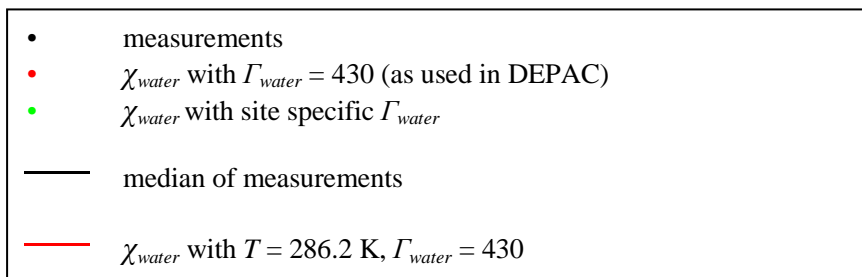 measurements
χwater with Γwater = 430 (as used in DEPAC)
χwater with site specific Γwater
median of measurements
χwater with T = 286.2 K, Γwater = 430